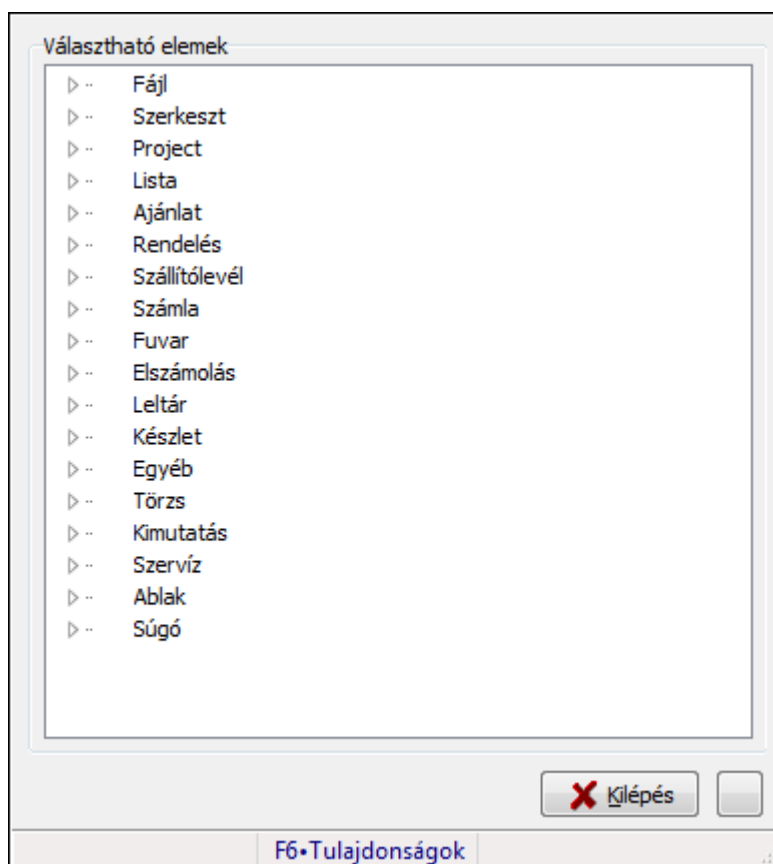 Választható elemek
Fájl
Szerkeszt
Project
Lista
Ajánlat
Rendelés
Szállítólevél
Számla
Fuvar
Elszámolás
Leltár
Készlet
Egyéb
Törzs
Kimutatás
Szervíz
Ablak
Súgó
Kilépés
F6•Tulajdonságok